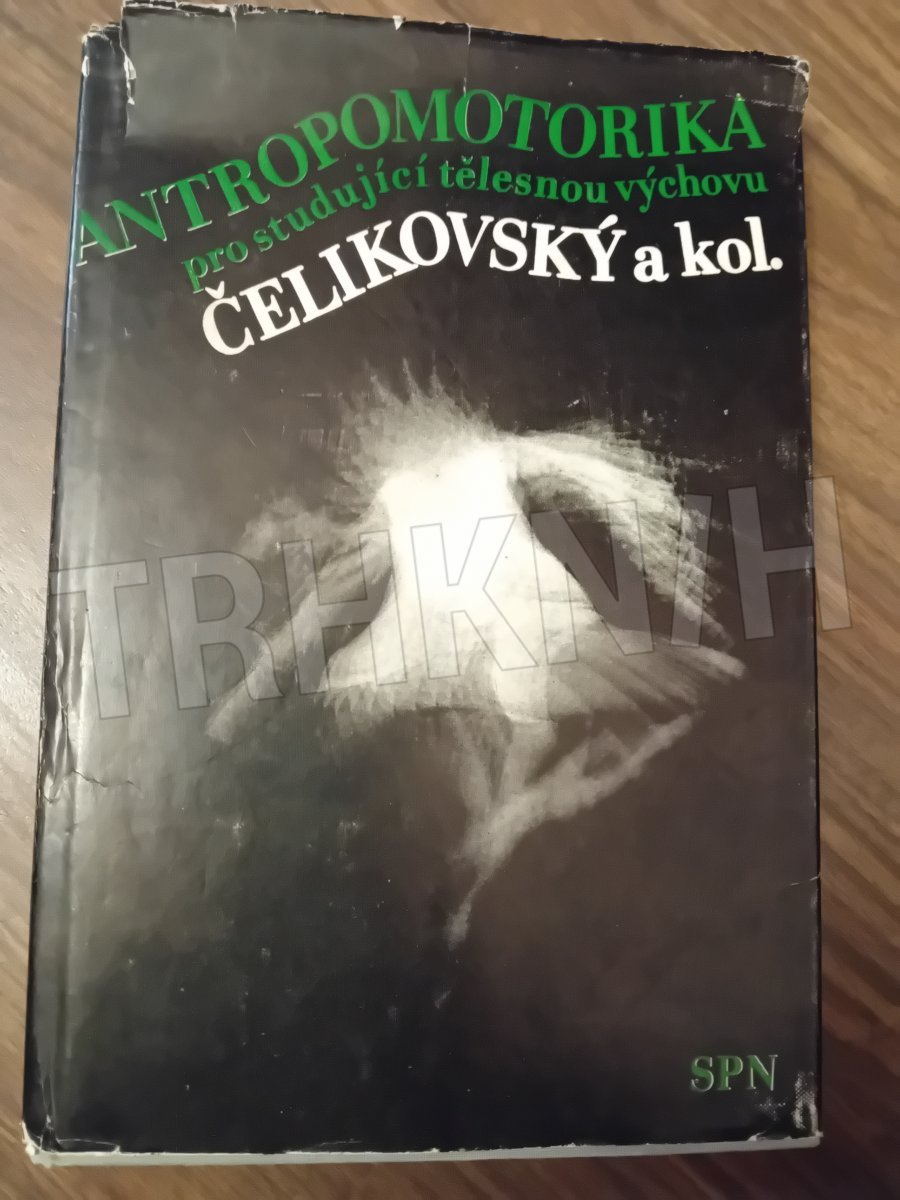 ANTROPOMOTORIKA
pro studující tělesnou výchovu
ČELIKOVSKÝ a kol.
TRHKNIH
SPN